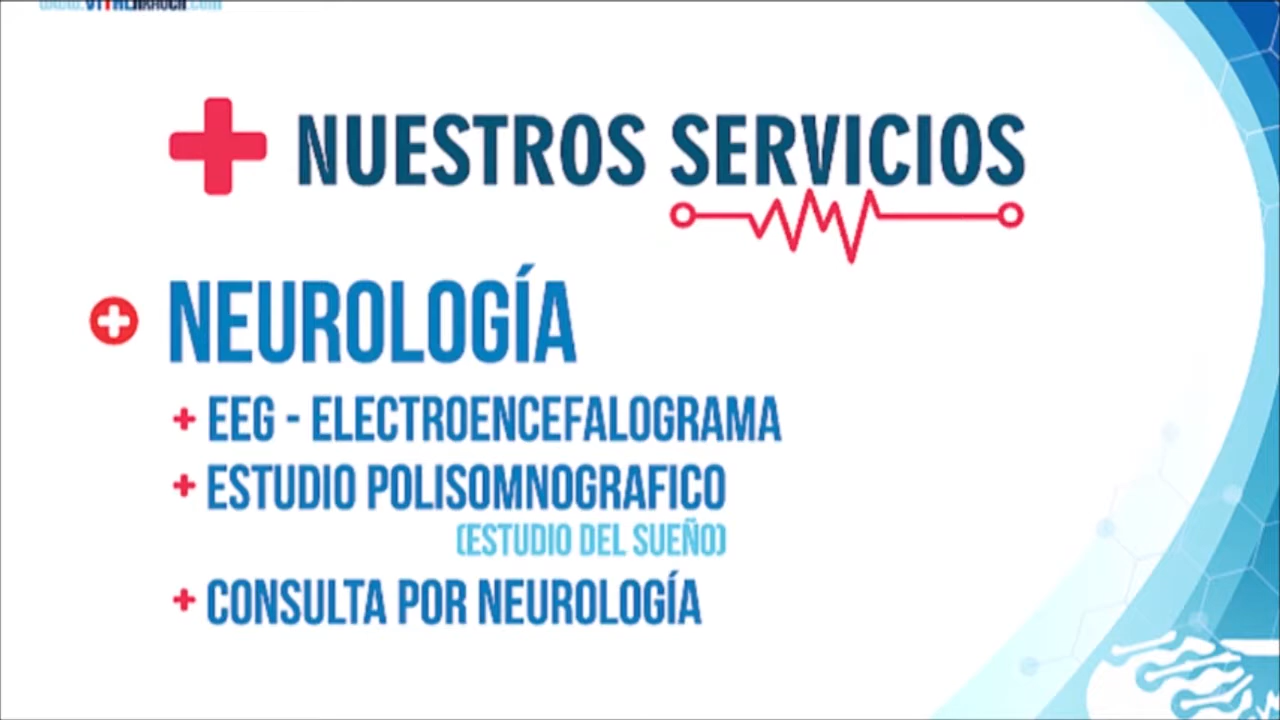 NUESTROS SERVICIOS
NEUROLOGÍA
+ EEG - ELECTROENCEFALOGRAMA
+ ESTUDIO POLISOMNOGRAFICO
(ESTUDIO DEL SUEÑO)
+ CONSULTA POR NEUROLOGÍA